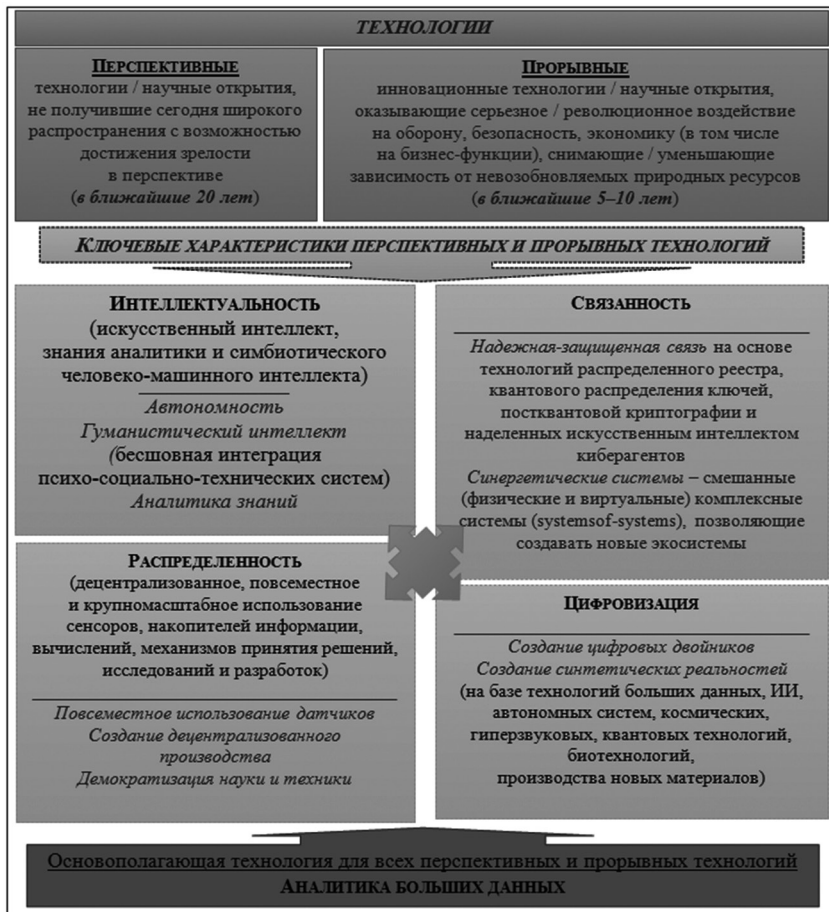 ТЕХНОЛОГИИ
ПЕРСПЕКТИВНЫЕ
технологии / научные открытия,
не получившие сегодня широкого
распространения с возможностью
достижения зрелости
в перспективе
(в ближайшие 20 лет)
ПРОРЫВНЫЕ
инновационные технологии / научные открытия,
оказывающие серьезное / революционное воздействие
на оборону, безопасность, экономику (в том числе
на бизнес-функции), снимающие / уменьшающие
зависимость от невозобновляемых природных ресурсов
(в ближайшие 5–10 лет)
КЛЮЧЕВЫЕ ХАРАКТЕРИСТИКИ ПЕРСПЕКТИВНЫХ И ПРОРЫВНЫХ ТЕХНОЛОГИЙ
ИНТЕЛЛЕКТУАЛЬНОСТЬ
(искусственный интеллект,
знания аналитики и симбиотического
человеко-машинного интеллекта)
Автономность
Гуманистический интеллект
(бесшовная интеграция
психо-социально-технических систем)
Аналитика знаний
СВЯЗАННОСТЬ
Надежная-защищенная связь на основе
технологий распределенного реестра,
квантового распределения ключей,
постквантовой криптографии и
наделенных искусственным интеллектом
киберагентов
Синергетические системы – смешанные
(физические и виртуальные) комплексные
системы (systemsof-systems), позволяющие
создавать новые экосистемы
РАСПРЕДЕЛЕННОСТЬ
(децентрализованное, повсеместное
и крупномасштабное использование
сенсоров, накопителей информации,
вычислений, механизмов принятия решений,
исследований и разработок)
Повсеместное использование датчиков
Создание децентрализованного
производства
Демократизация науки и техники
ЦИФРОВИЗАЦИЯ
Создание цифровых двойников
Создание синтетических реальностей
(на базе технологий больших данных, ИИ,
автономных систем, космических,
гиперзвуковых, квантовых технологий,
биотехнологий,
производства новых материалов)
Основополагающая технология для всех перспективных и прорывных технологий
АНАЛИТИКА БОЛЬШИХ ДАННЫХ